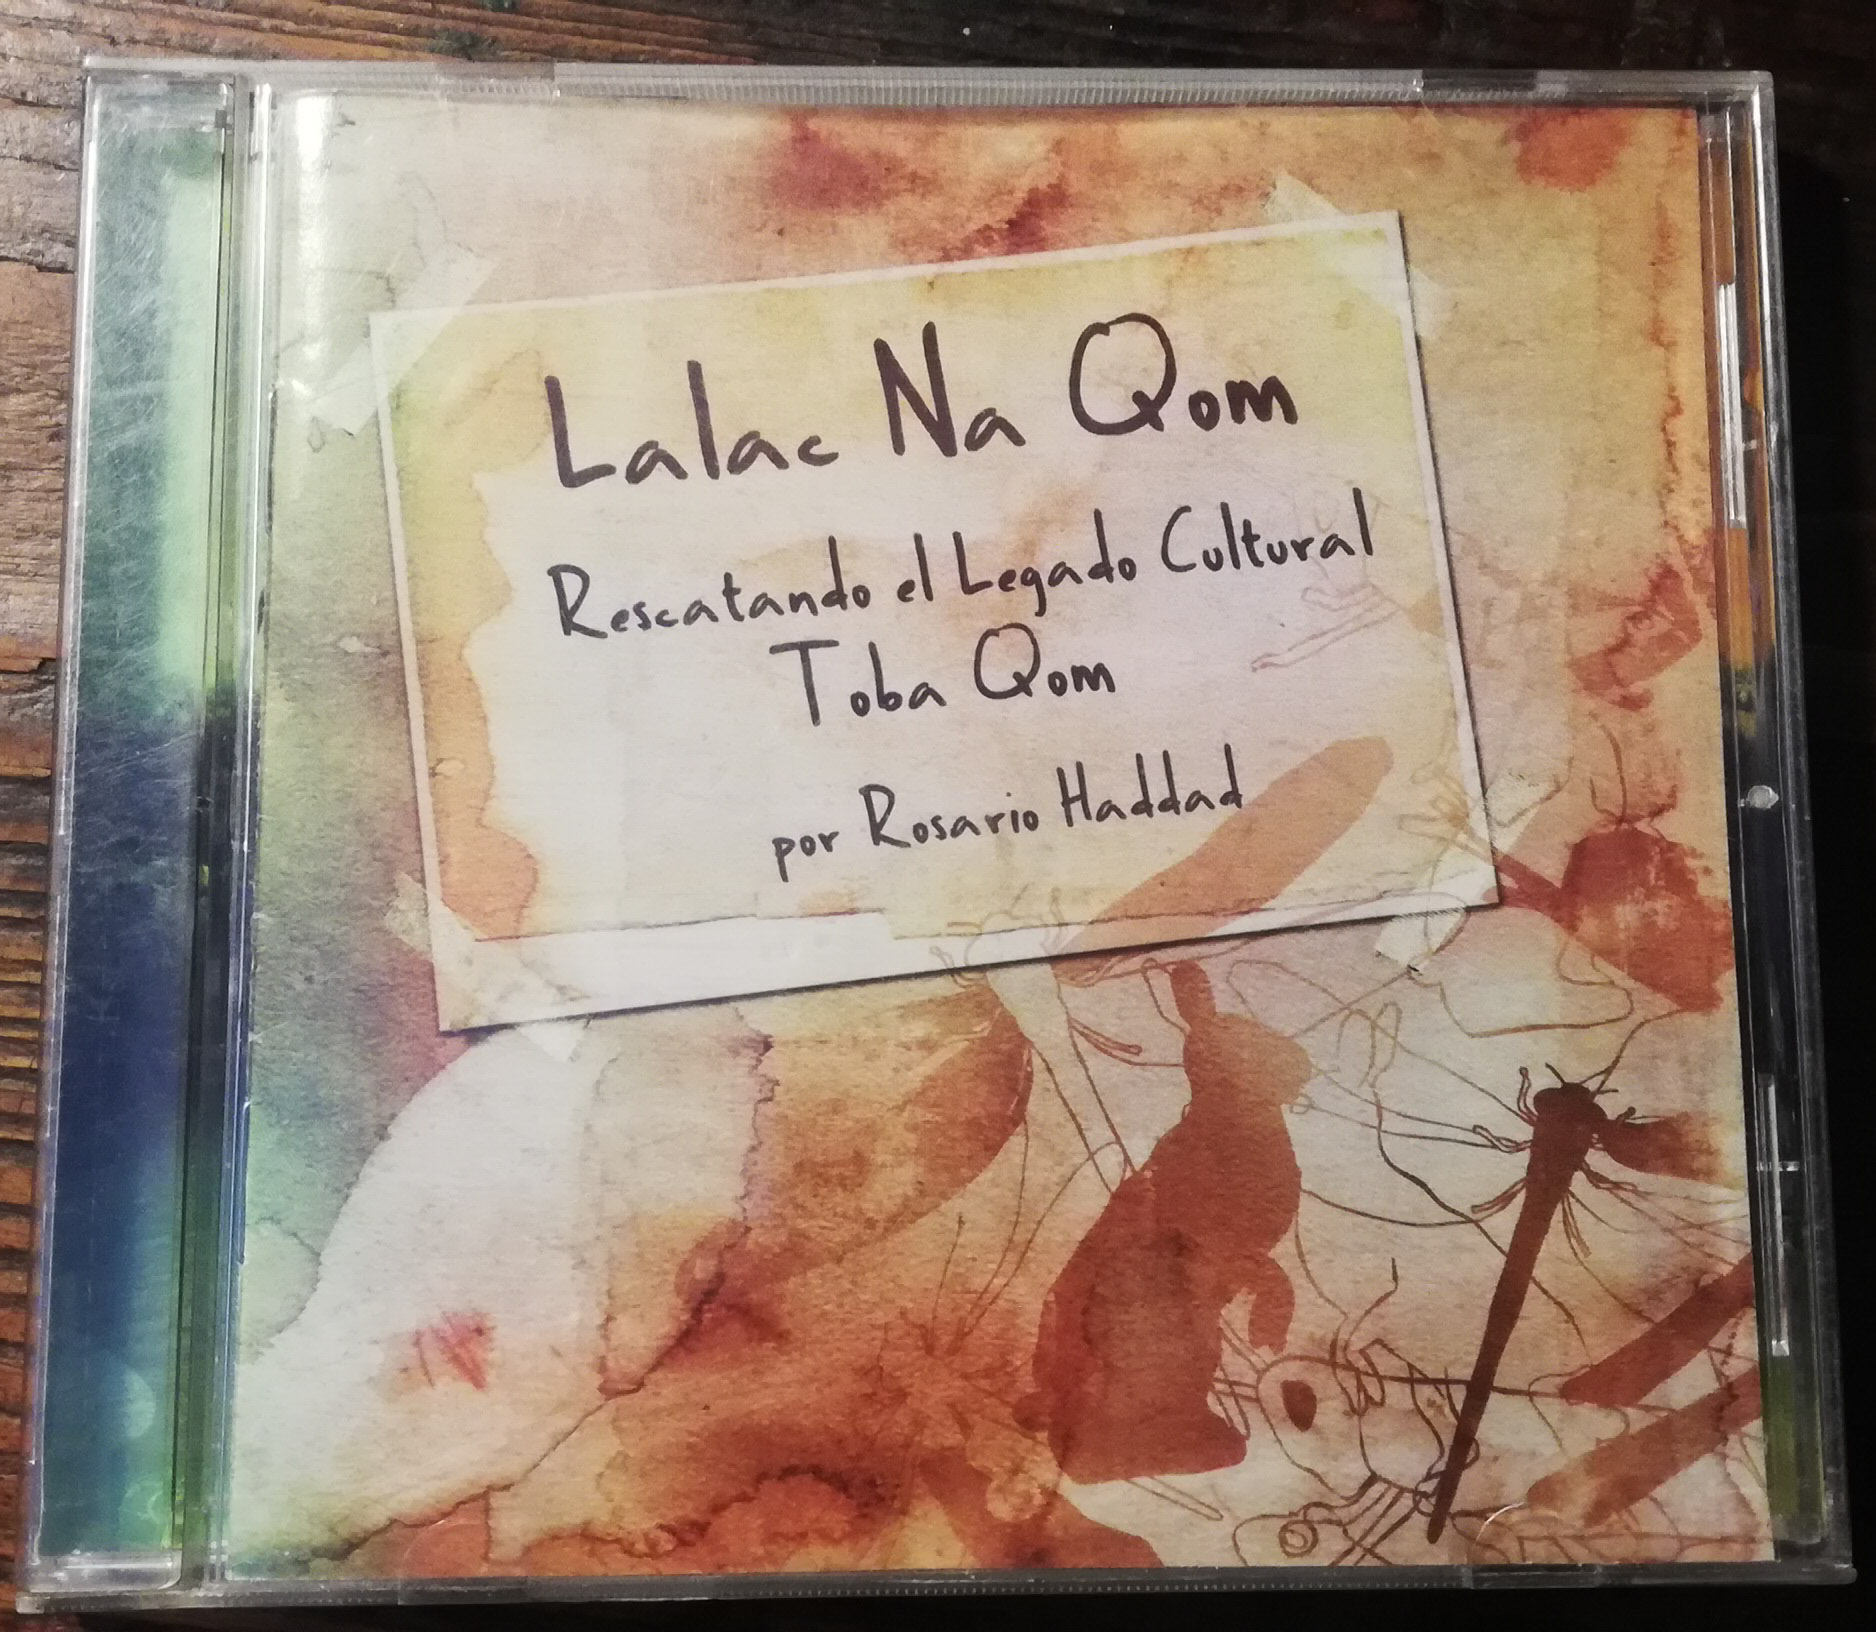 Lalac Na Qom
Rescatando el Legado Cultural
Toba Qom
por Rosario Haddad